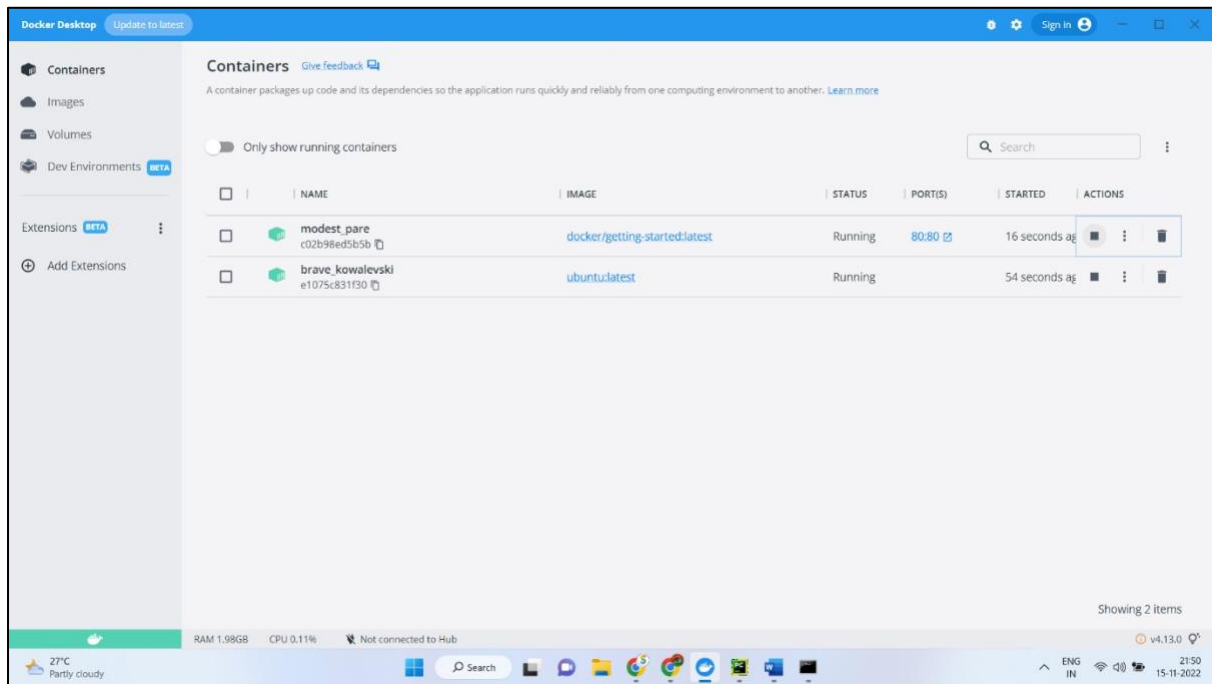 Docker Desktop Update to latest Sign in
Containers
Images
Volumes
Dev Environments BETA
Extensions BETA
Add Extensions
Containers Give feedback
A container packages up code and its dependencies so the application runs quickly and reliably from one computing environment to another. Learn more
Only show running containers Search
NAME IMAGE STATUS PORT(S) STARTED ACTIONS
modest_pare docker/getting-started:latest Running 80:80 16 seconds ag
c02b98ed5b5b
brave_kowalevski ubuntu:latest Running 54 seconds ag
e1075c831f30
Showing 2 items
RAM 1.98GB CPU 0.11% Not connected to Hub v4.13.0
27°C Search ENG 21:50
Partly cloudy IN 15-11-2022